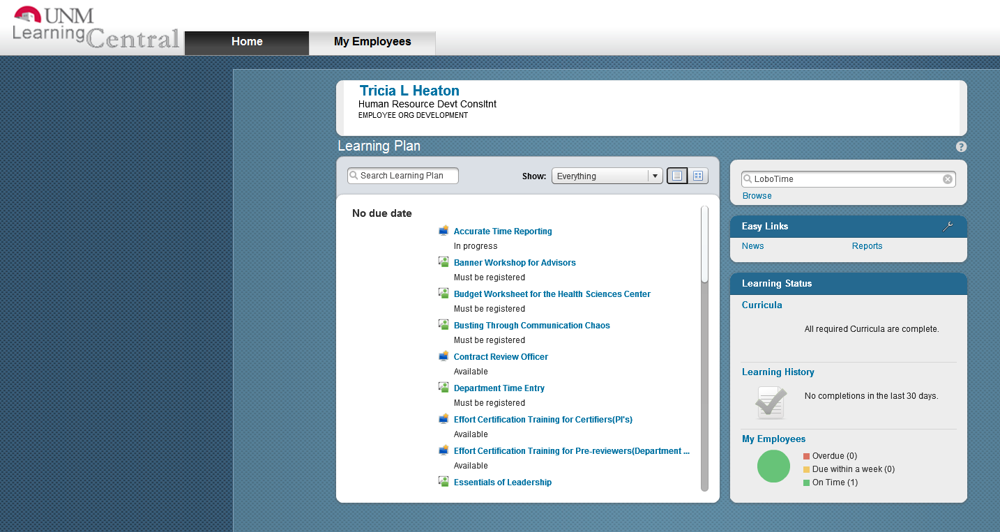 UNM
Learning Central
Home
My Employees
Tricia L Heaton
Human Resource Devt Consltnt
EMPLOYEE ORG DEVELOPMENT
Learning Plan
?
Search Learning Plan
Show:
Everything
No due date
Accurate Time Reporting
In progress
Banner Workshop for Advisors
Must be registered
Budget Worksheet for the Health Sciences Center
Must be registered
Busting Through Communication Chaos
Must be registered
Contract Review Officer
Available
Department Time Entry
Must be registered
Effort Certification Training for Certifiers(PI's)
Available
Effort Certification Training for Pre-reviewers(Department ...
Available
Essentials of Leadership
LoboTime
Browse
Easy Links
News
Reports
Learning Status
Curricula
All required Curricula are complete.
Learning History
No completions in the last 30 days.
My Employees
Overdue (0)
Due within a week (0)
On Time (1)